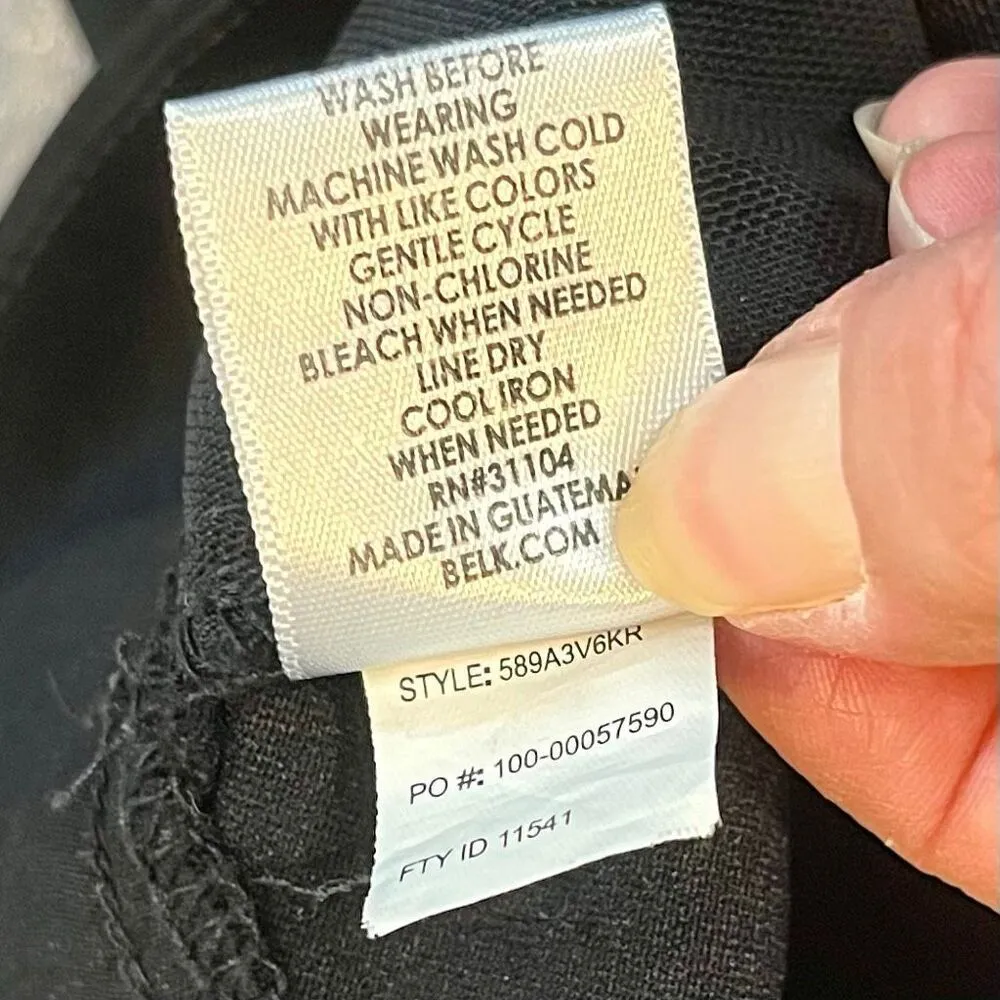 WASH BEFORE
WEARING
MACHINE WASH COLD
WITH LIKE COLORS
GENTLE CYCLE
NON-CHLORINE
BLEACH WHEN NEEDED
LINE DRY
COOL IRON
WHEN NEEDED
RN#31104
MADE IN GUATEMA
BELK.COM
STYLE: 589A3V6KR
PO #: 100-00057590
FTY ID 11541